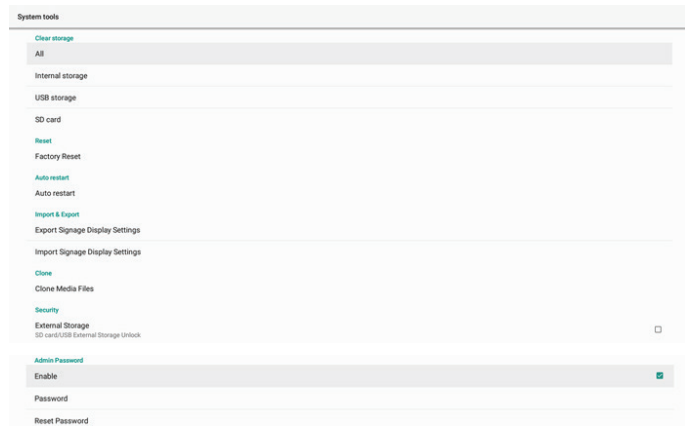 System tools
Clear storage
All
Internal storage
USB storage
SD card
Reset
Factory Reset
Auto restart
Auto restart
Import & Export
Export Signage Display Settings
Import Signage Display Settings
Clone
Clone Media Files
Security
External Storage
SD card/USB External Storage Unlock
Admin Password
Enable
Password
Reset Password